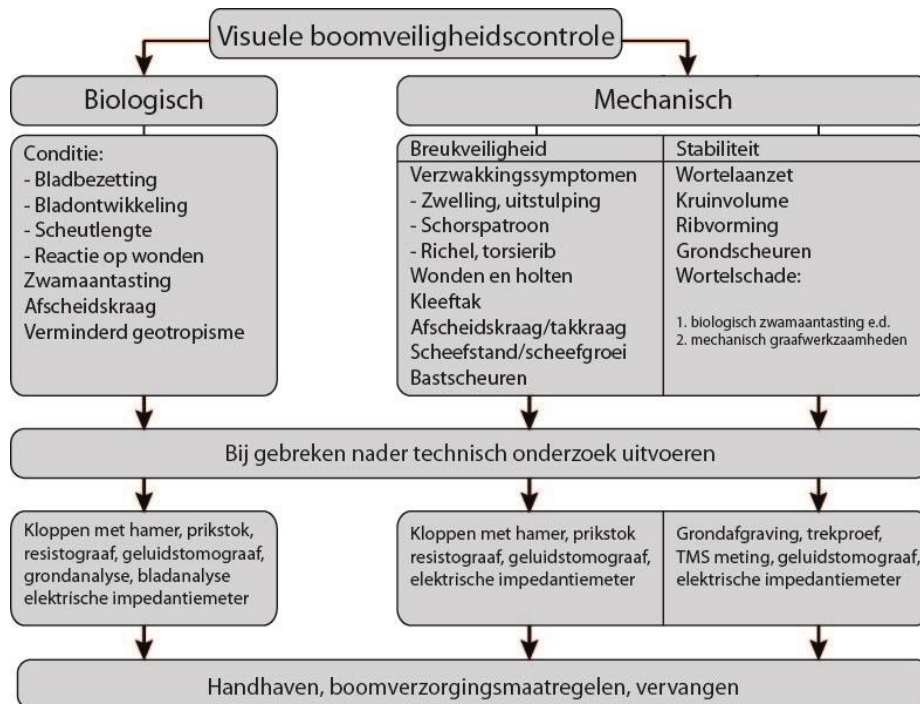 Visuele boomveiligheidscontrole
Biologisch
Mechanisch
Conditie:
- Bladbezetting
- Bladontwikkeling
- Scheutlengte
- Reactie op wonden
Zwamaantasting
Afscheidskraag
Verminderd geotropisme
Breukveiligheid
Verzwakkingssymptomen
- Zwelling, uitstulping
- Schorspatroon
- Richel, torsierib
Wonden en holten
Kleeftak
Afscheidskraag/takkraag
Scheefstand/scheefgroei
Bastscheuren
Stabiliteit
Wortelaanzet
Kruinvolume
Ribvorming
Grondscheuren
Wortelschade:
1. biologisch zwamaantasting e.d.
2. mechanisch graafwerkzaamheden
Bij gebreken nader technisch onderzoek uitvoeren
Kloppen met hamer, prikstok,
resistograaf, geluidstomograaf,
grondanalyse, bladanalyse
elektrische impedantiemeter
Kloppen met hamer, prikstok
resistograaf, geluidstomograaf,
elektrische impedantiemeter
Grondafgraving, trekproef,
TMS meting, geluidstomograaf,
elektrische impedantiemeter
Handhaven, boomverzorgingsmaatregelen, vervangen